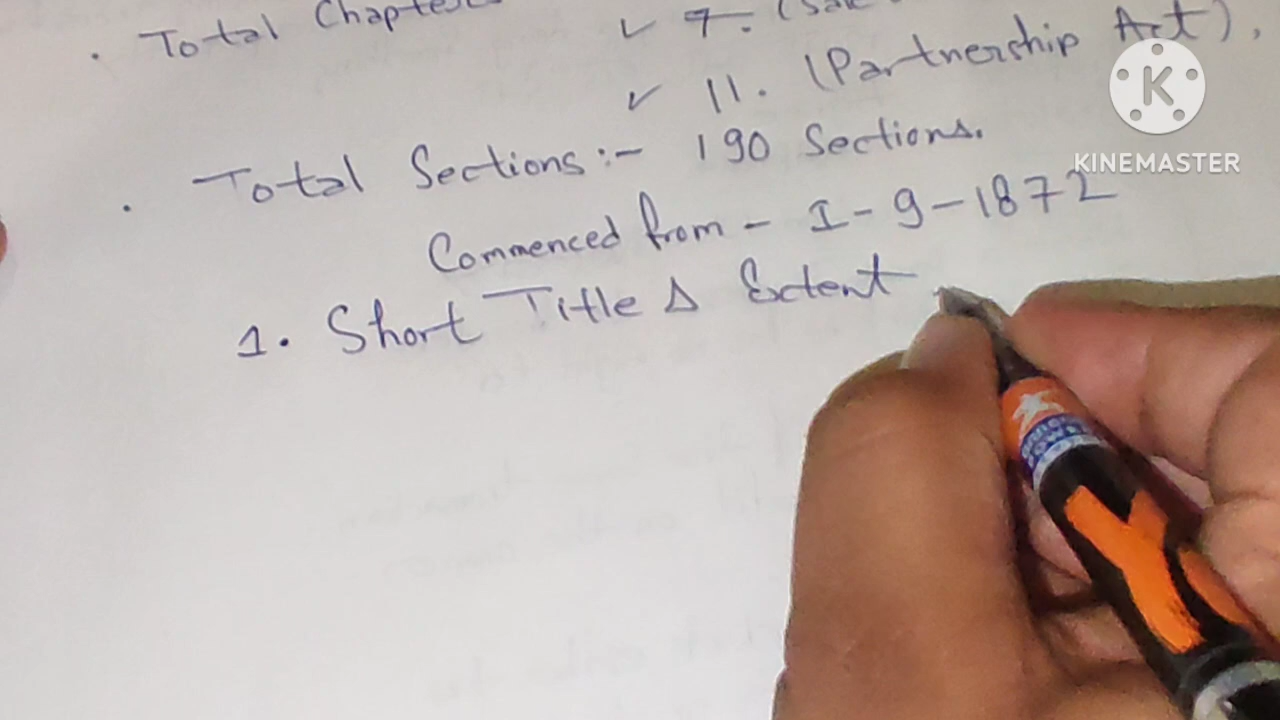 . Total Chapters
✓ 7. (Sale
✓ 11. (Partnership Act),
. Total Sections :- 190 Sections.
Commenced from - 1-9-1872
1. Short Title & Extent
KINEMASTER